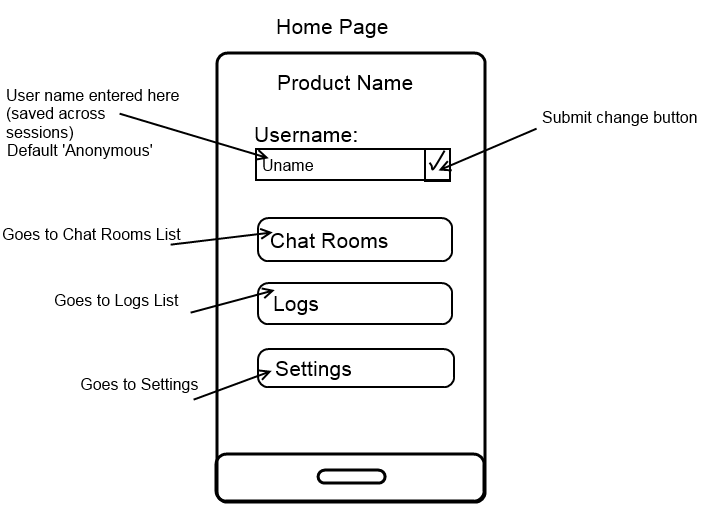 Home Page
Product Name
User name entered here
(saved across
sessions)
Default 'Anonymous'
Submit change button
Username:
Uname
Goes to Chat Rooms List
Chat Rooms
Goes to Logs List
Logs
Goes to Settings
Settings